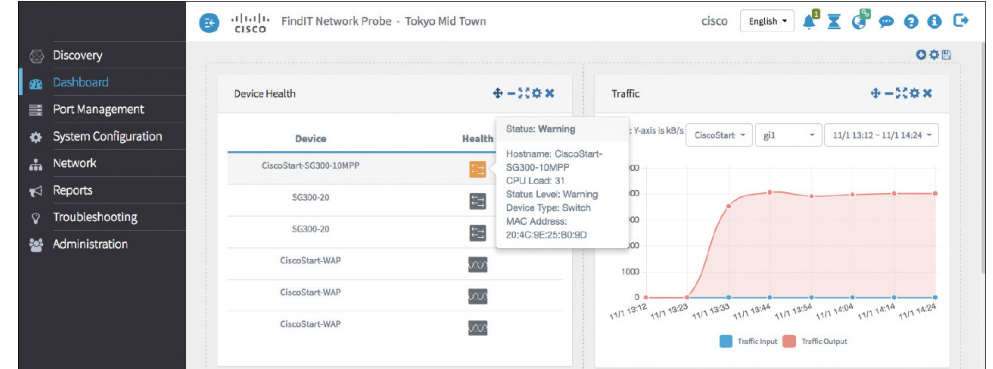 cisco FindIT Network Probe - Tokyo Mid Town cisco English 1
Discovery
Dashboard
Port Management
System Configuration
Network
Reports
Troubleshooting
Administration
Device Health
Device Health
CiscoStart-SG300-10MPP
SG300-20
SG300-20
CiscoStart-WAP
CiscoStart-WAP
CiscoStart-WAP
Status: Warning
Hostname: CiscoStart-
SG300-10MPP
CPU Load: 31
Status Level: Warning
Device Type: Switch
MAC Address:
20:4C:9E:25:B0:9D
Traffic
: Y-axis is kB/s CiscoStart gi1 11/1 13:12 - 11/1 14:24
1000
0
11/1 13:12 11/1 13:23 11/1 13:33 11/1 13:44 11/1 13:54 11/1 14:04 11/1 14:14 11/1 14:24
Traffic Input Traffic Output